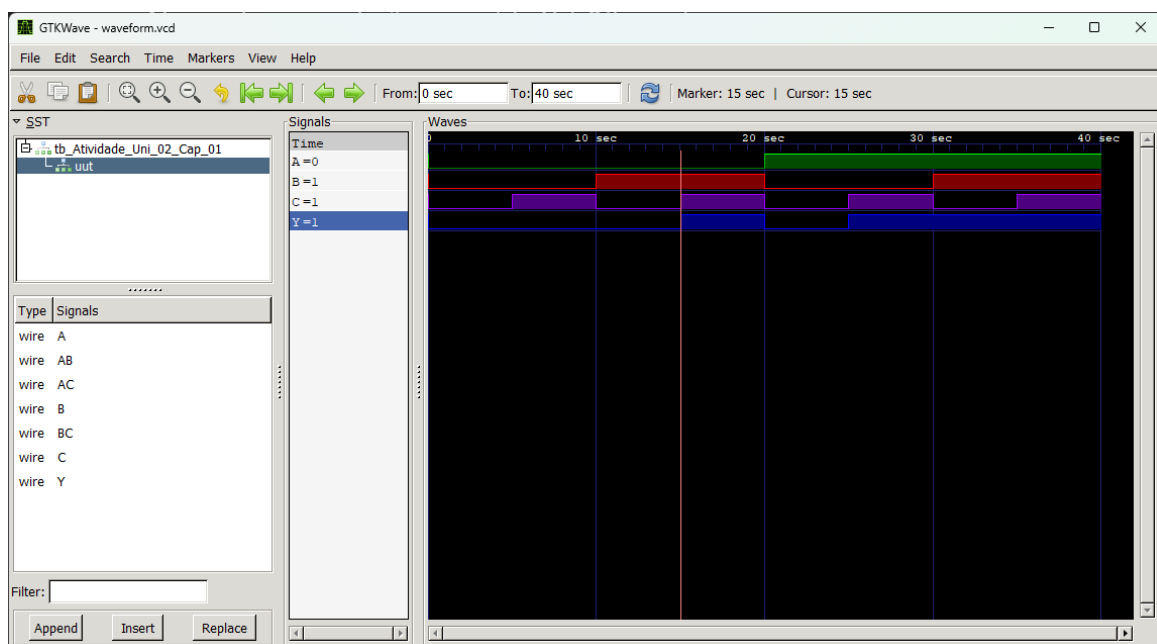 GTKWave - waveform.vcd
File Edit Search Time Markers View Help
From: 0 sec To: 40 sec Marker: 15 sec | Cursor: 15 sec
SST
tb_Atividade_Uni_02_Cap_01
uut
Type Signals
wire A
wire AB
wire AC
wire B
wire BC
wire C
wire Y
Filter:
Append Insert Replace
Signals
Time
A=0
B=1
C=1
Y=1
Waves
10 sec 20 sec 30 sec 40 sec